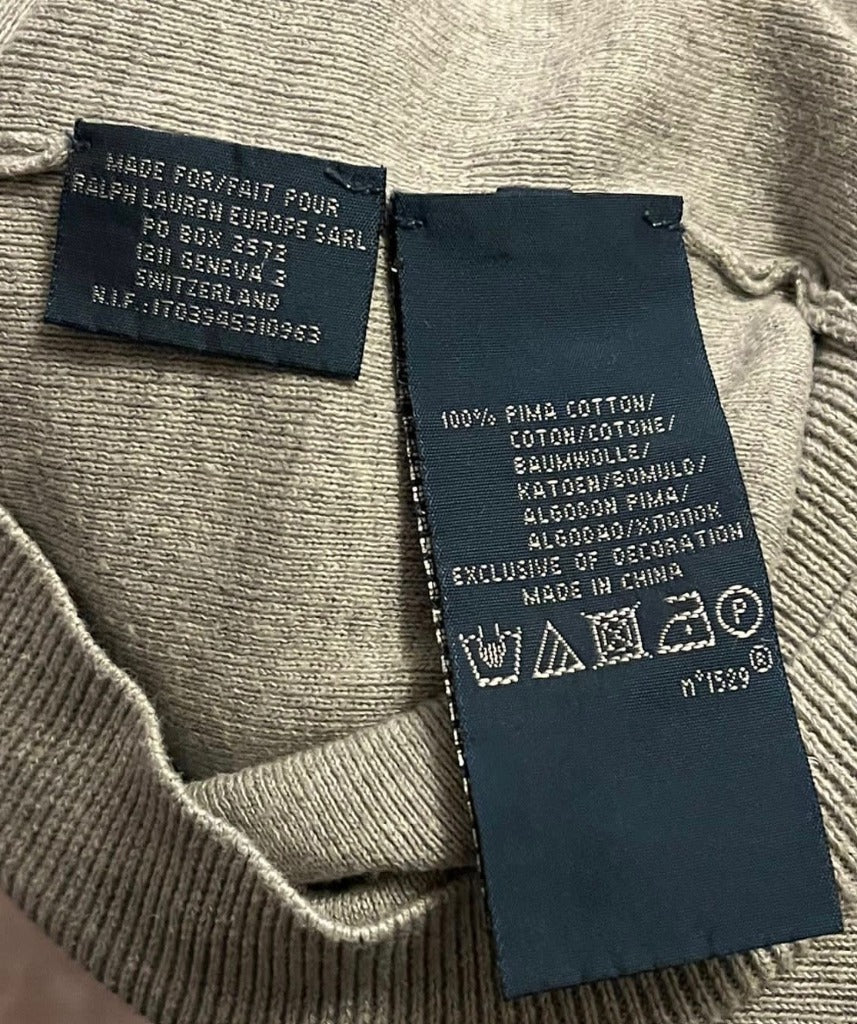 MADE FOR/FAIT POUR
RALPH LAUREN EUROPE SARL
PO BOX 2572
1211 GENEVA 2
SWITZERLAND
N.I.F.: IT03945310963
100% PIMA COTTON/
COTON/COTONE/
BAUMWOLLE/
KATOEN/BOMULD/
ALGODON PIMA/
ALGODAO/ХЛОПОК
EXCLUSIVE OF DECORATION
MADE IN CHINA
P
n°1529®